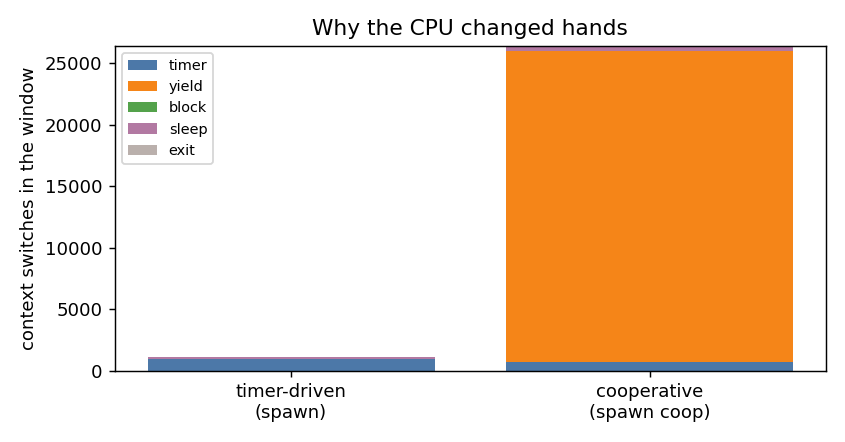 Why the CPU changed hands
context switches in the window
25000
20000
15000
10000
5000
0
timer
yield
block
sleep
exit
timer-driven
(spawn)
cooperative
(spawn coop)